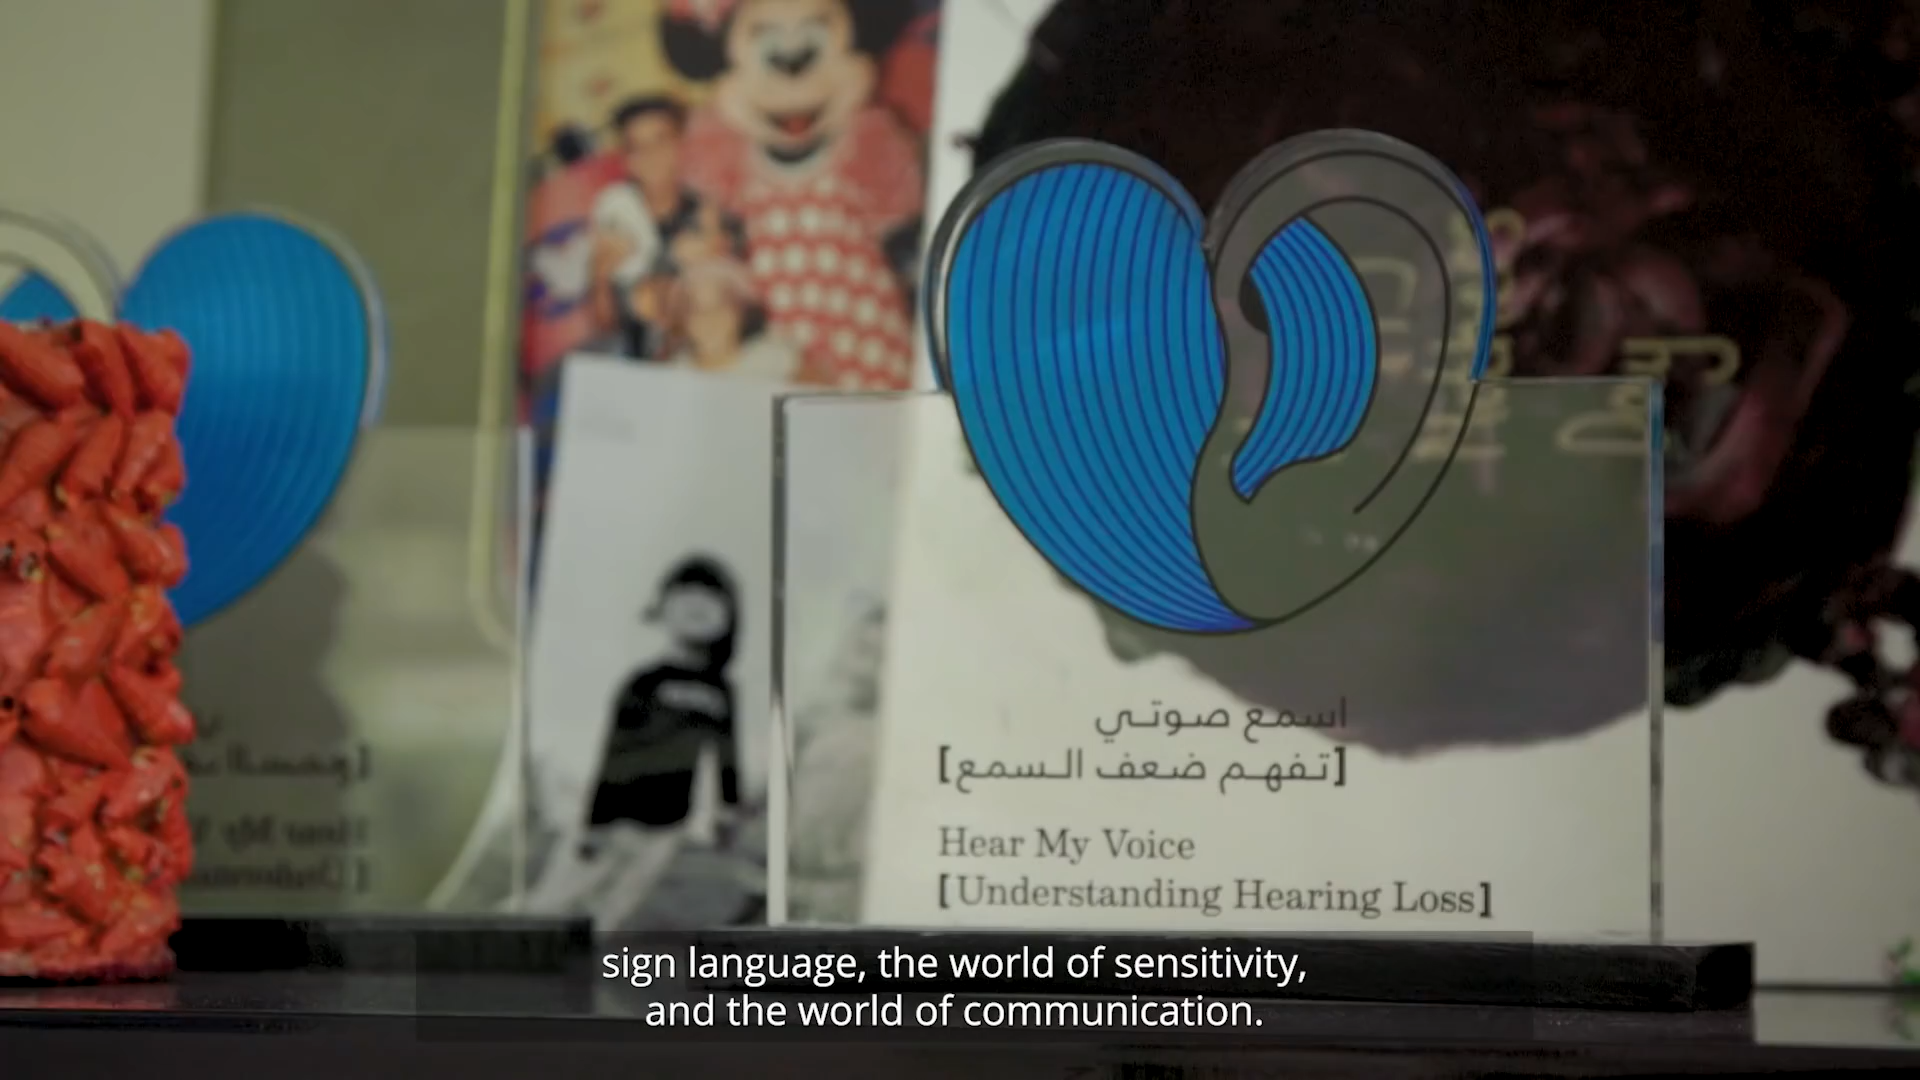 اسمع صوتي
[تفهم ضعف السمع]
Hear My Voice
[Understanding Hearing Loss]
sign language, the world of sensitivity,
and the world of communication.